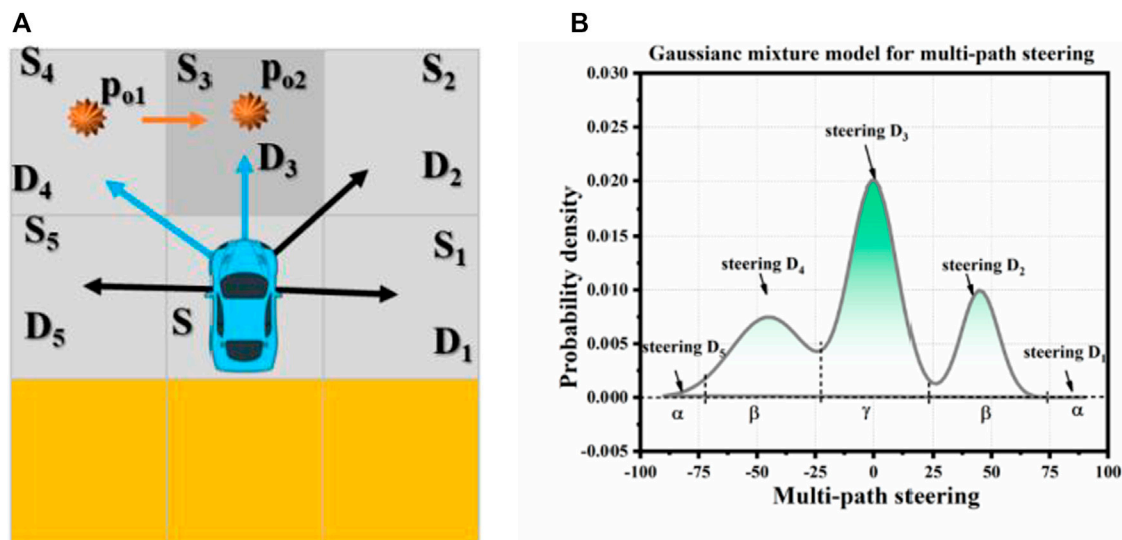 A
S4
S3
S2
po1
po2
D4
D3
D2
S5
S1
S
D5
D1
B
Gaussianc mixture model for multi-path steering
Probability density
0.030
0.025
0.020
0.015
0.010
0.005
0.000
-0.005
steering D3
steering D4
steering D2
steering D5
steering D1
α
β
γ
β
α
-100
-75
-50
-25
0
25
50
75
100
Multi-path steering